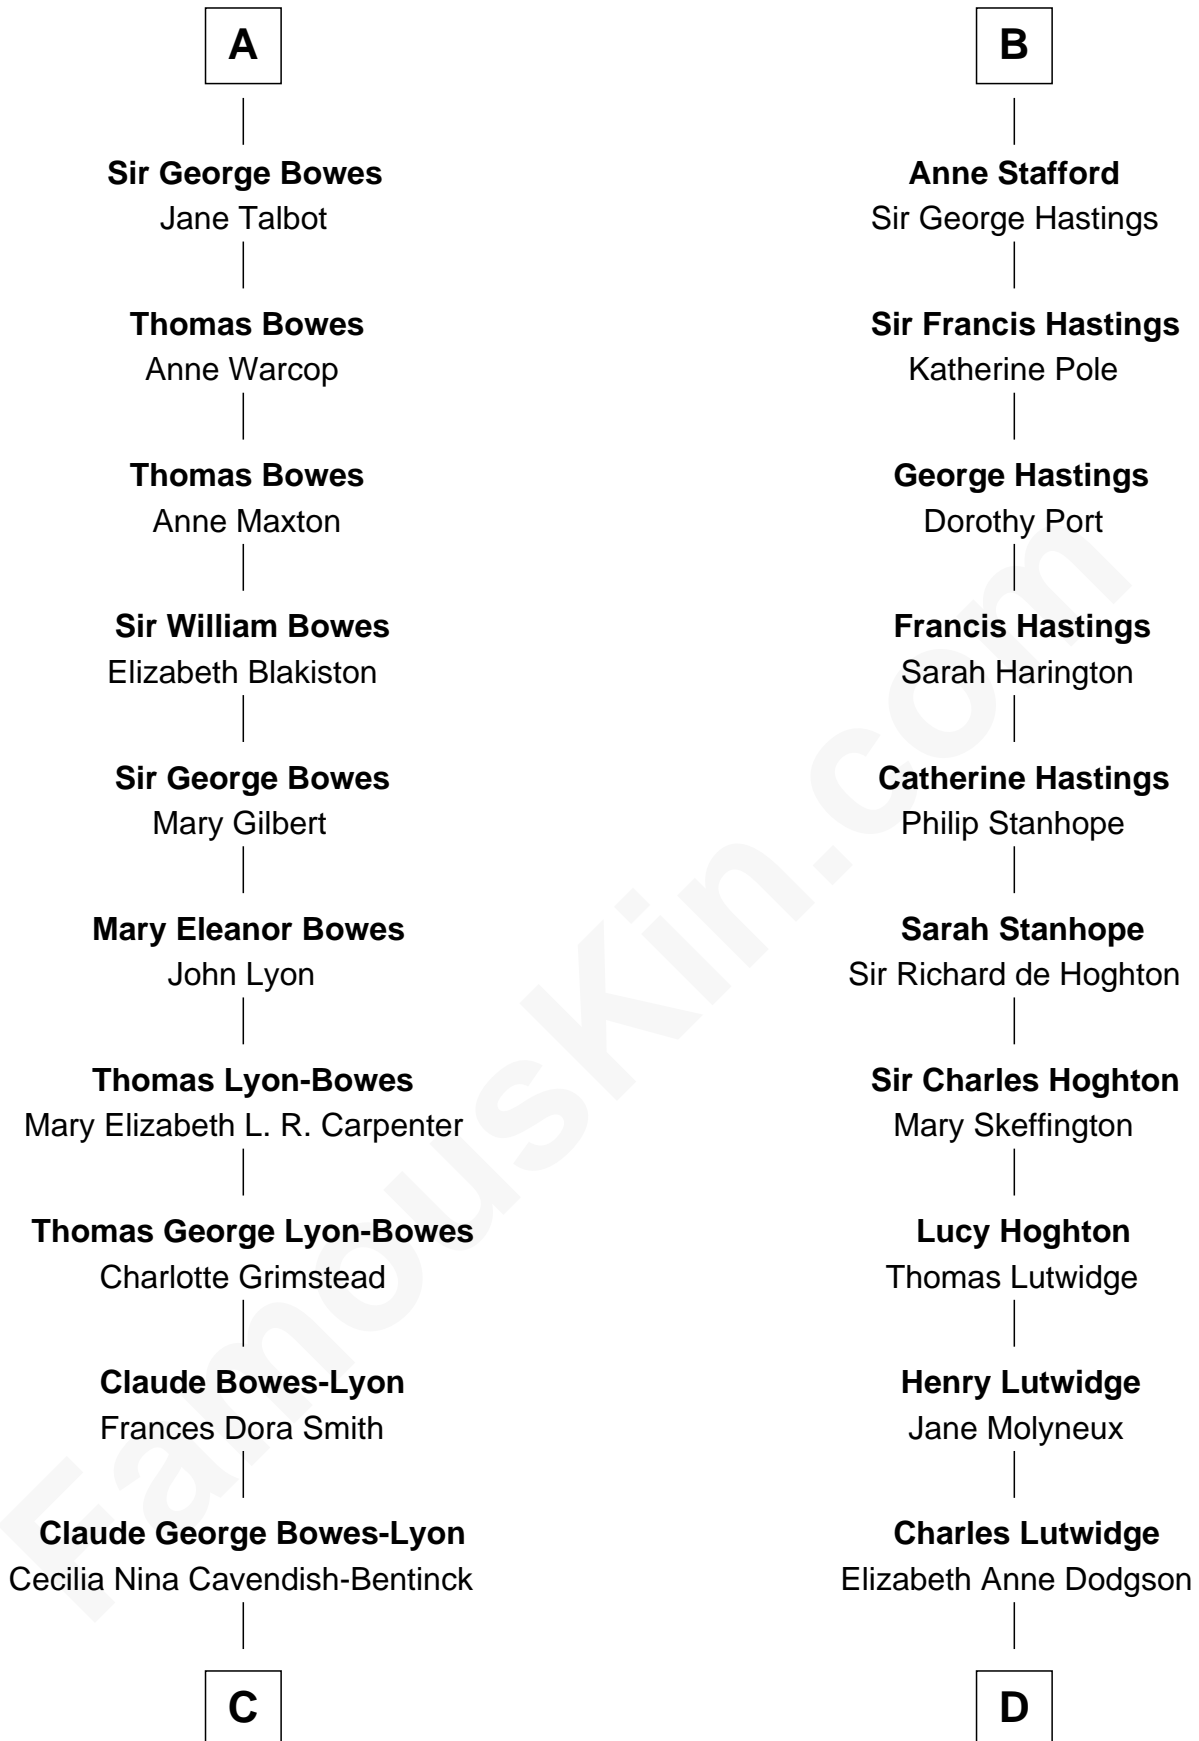 A
Sir George Bowes
Jane Talbot
Thomas Bowes
Anne Warcop
Thomas Bowes
Anne Maxton
Sir William Bowes
Elizabeth Blakiston
Sir George Bowes
Mary Gilbert
Mary Eleanor Bowes
John Lyon
Thomas Lyon-Bowes
Mary Elizabeth L. R. Carpenter
Thomas George Lyon-Bowes
Charlotte Grimstead
Claude Bowes-Lyon
Frances Dora Smith
Claude George Bowes-Lyon
Cecilia Nina Cavendish-Bentinck
C
B
Anne Stafford
Sir George Hastings
Sir Francis Hastings
Katherine Pole
George Hastings
Dorothy Port
Francis Hastings
Sarah Harington
Catherine Hastings
Philip Stanhope
Sarah Stanhope
Sir Richard de Hoghton
Sir Charles Hoghton
Mary Skeffington
Lucy Hoghton
Thomas Lutwidge
Henry Lutwidge
Jane Molyneux
Charles Lutwidge
Elizabeth Anne Dodgson
D
FamousKin.com